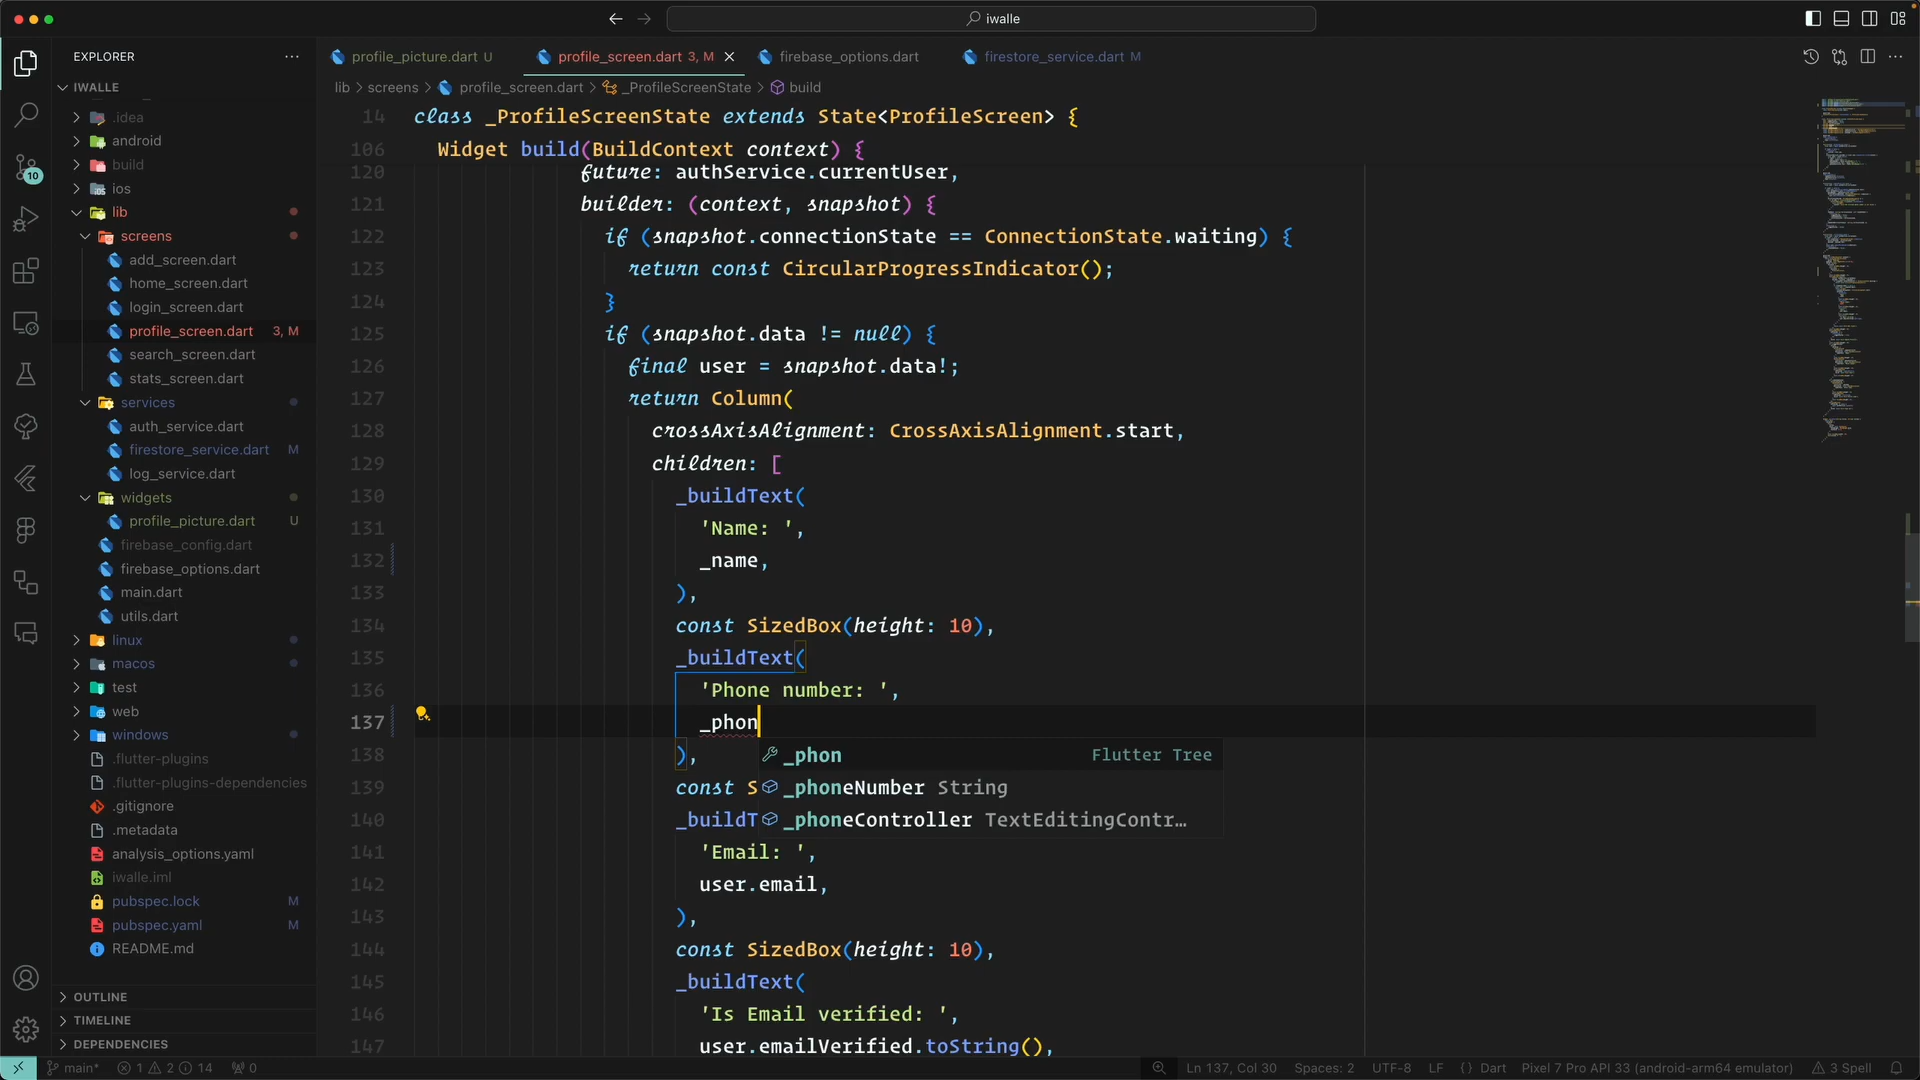 iwalle
EXPLORER
profile_picture.dart U
profile_screen.dart 3, M
firebase_options.dart
firestore_service.dart M
IWALLE
lib > screens > profile_screen.dart > _ProfileScreenState > build
.idea
android
build
ios
lib
screens
add_screen.dart
home_screen.dart
login_screen.dart
profile_screen.dart 3, M
search_screen.dart
stats_screen.dart
services
auth_service.dart
firestore_service.dart M
log_service.dart
widgets
profile_picture.dart U
firebase_config.dart
firebase_options.dart
main.dart
utils.dart
linux
macos
test
web
windows
.flutter-plugins
.flutter-plugins-dependencies
.gitignore
.metadata
analysis_options.yaml
iwalle.iml
pubspec.lock M
pubspec.yaml M
README.md
OUTLINE
TIMELINE
DEPENDENCIES
10
14 class _ProfileScreenState extends State<ProfileScreen> {
106 Widget build(BuildContext context) {
120 future: authService.currentUser,
121 builder: (context, snapshot) {
122 if (snapshot.connectionState == ConnectionState.waiting) {
123 return const CircularProgressIndicator();
124 }
125 if (snapshot.data != null) {
126 final user = snapshot.data!;
127 return Column(
128 crossAxisAlignment: CrossAxisAlignment.start,
129 children: [
130 _buildText(
131 'Name: ',
132 _name,
133 ),
134 const SizedBox(height: 10),
135 _buildText(
136 'Phone number: ',
137 _phon
138 ),
_phon Flutter Tree
139 const S
_phoneNumber String
140 _buildT
_phoneController TextEditingContr…
141 'Email: ',
142 user.email,
143 ),
144 const SizedBox(height: 10),
145 _buildText(
146 'Is Email verified: ',
147 user.emailVerified.toString(),
main* 1 2 14 0
Ln 137, Col 30 Spaces: 2 UTF-8 LF {} Dart Pixel 7 Pro API 33 (android-arm64 emulator) 3 Spell